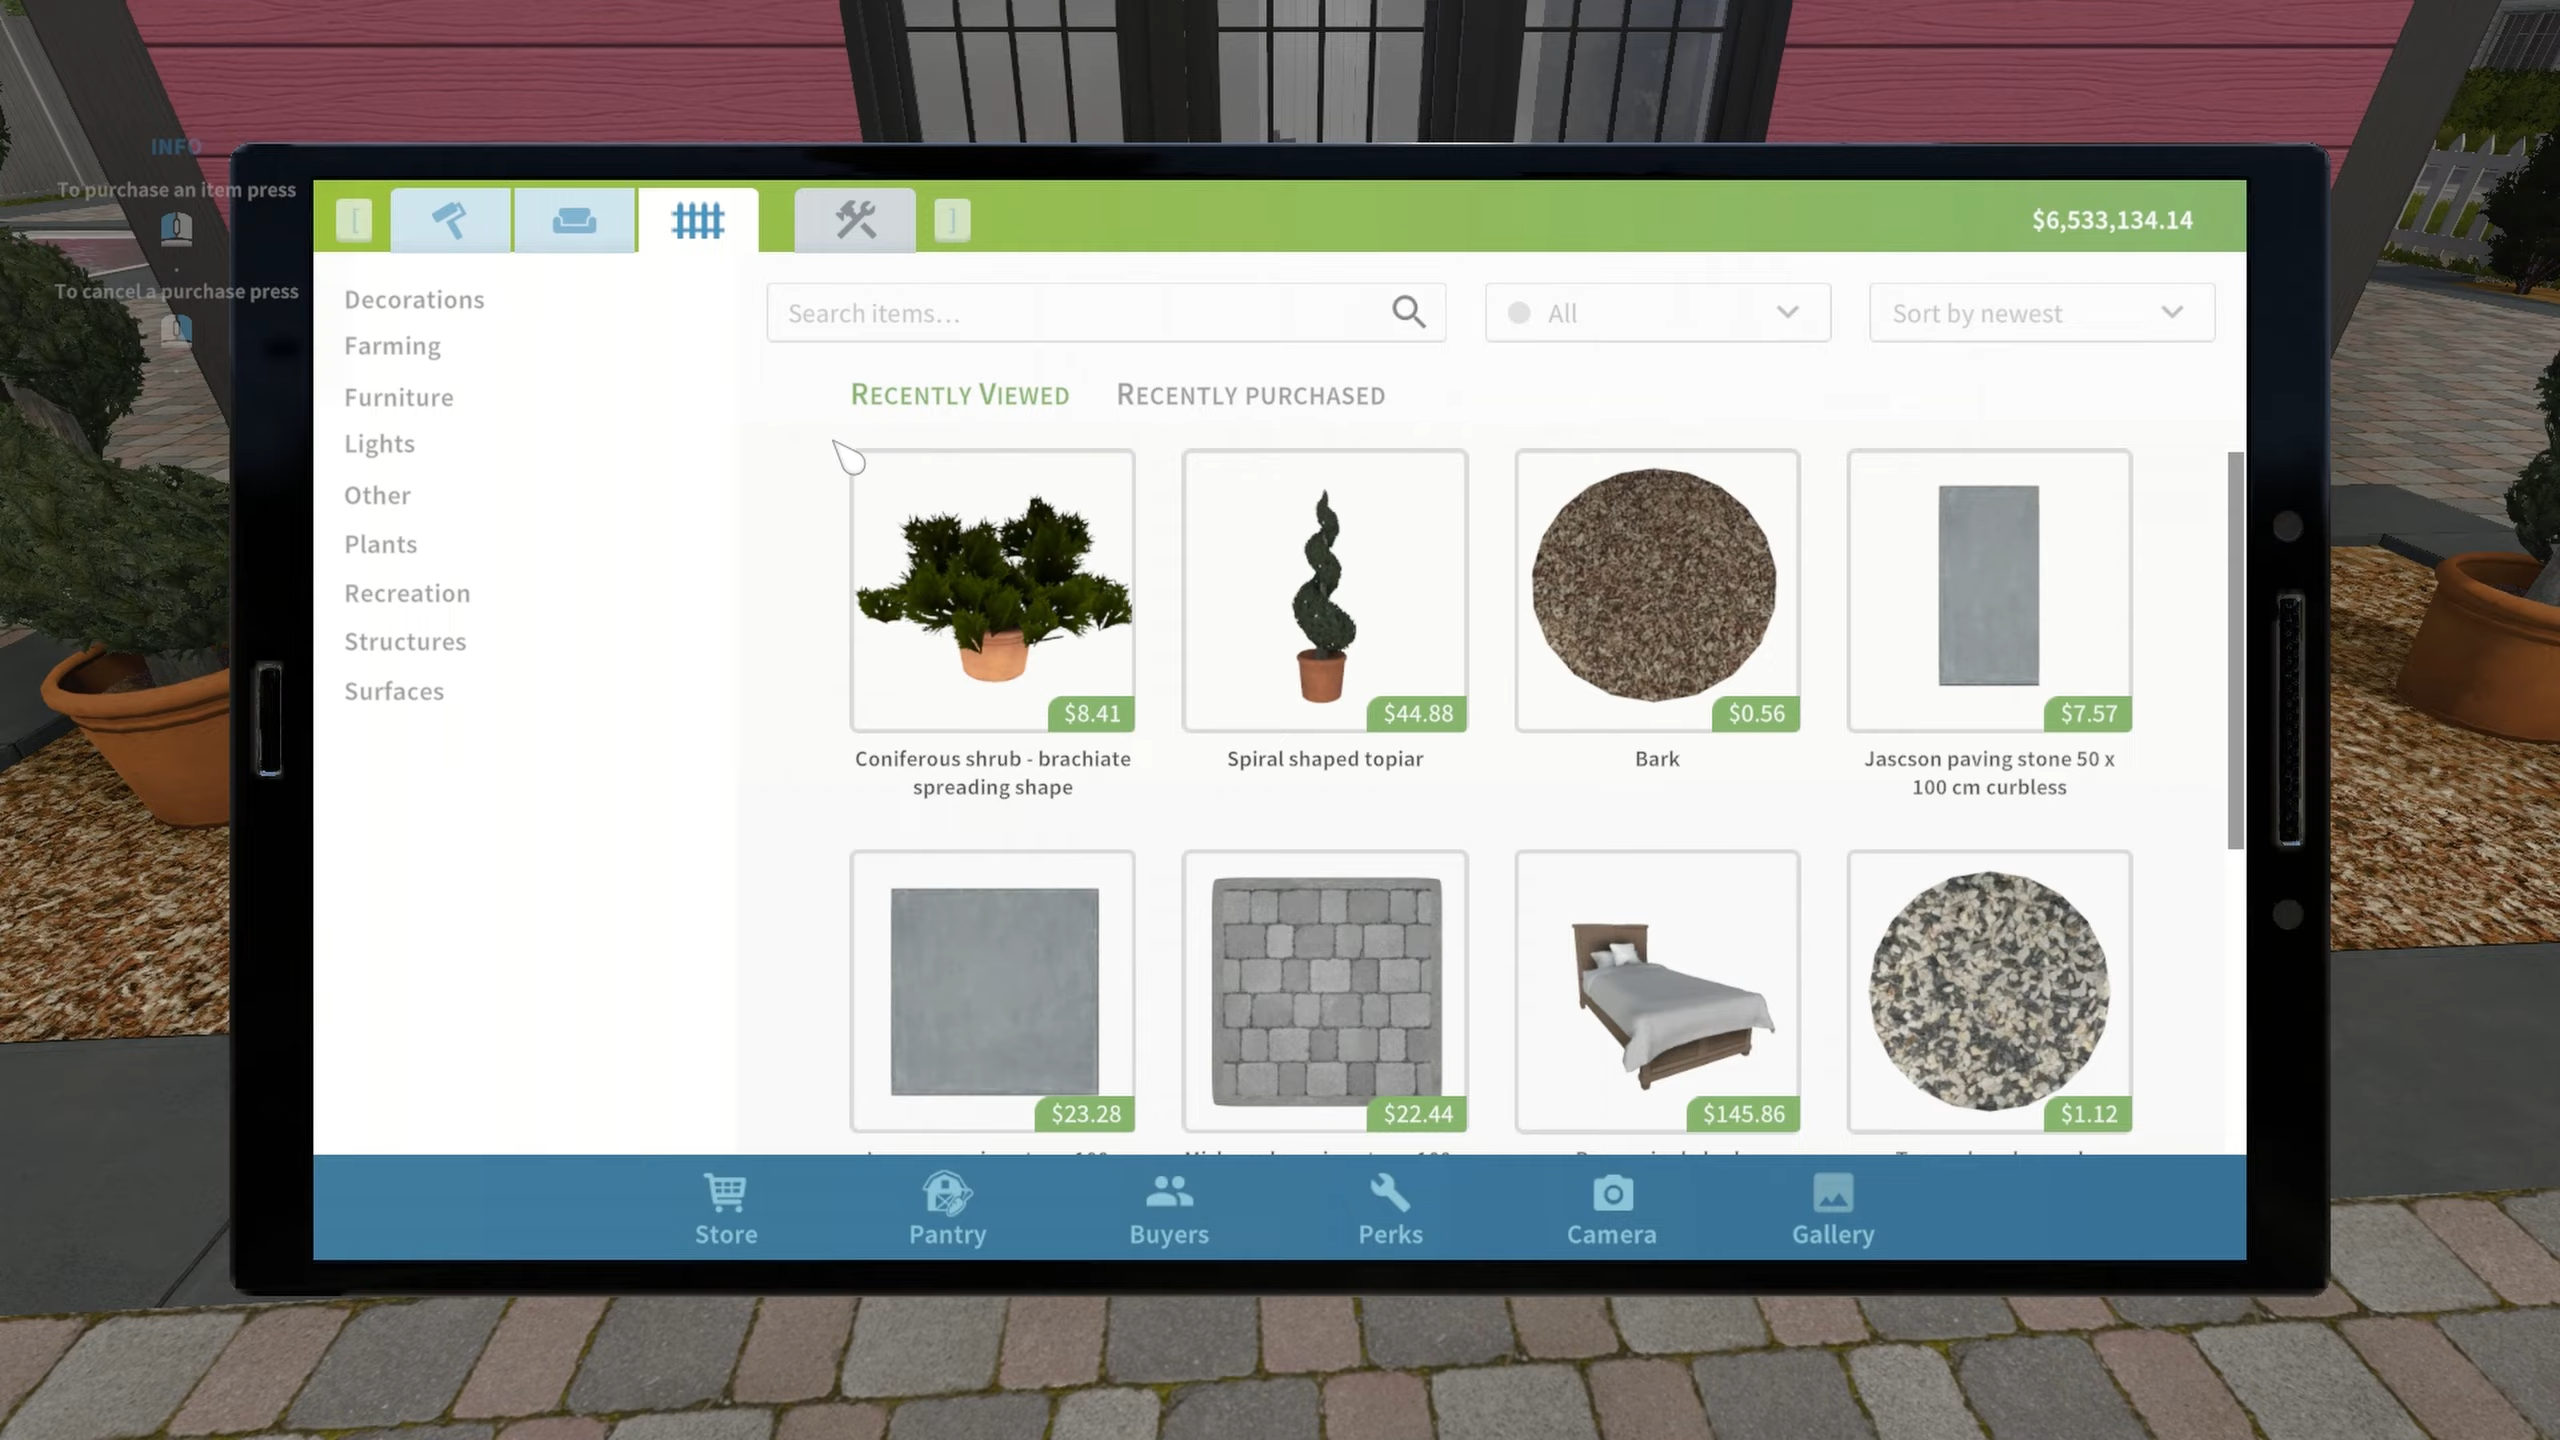 INFO
To purchase an item press
To cancel a purchase press
[
]
$6,533,134.14
Decorations
Farming
Furniture
Lights
Other
Plants
Recreation
Structures
Surfaces
Search items...
All
Sort by newest
RECENTLY VIEWED
RECENTLY PURCHASED
$8.41
$44.88
$0.56
$7.57
Coniferous shrub - brachiate
spreading shape
Spiral shaped topiar
Bark
Jascson paving stone 50 x
100 cm curbless
$23.28
$22.44
$145.86
$1.12
Store
Pantry
Buyers
Perks
Camera
Gallery